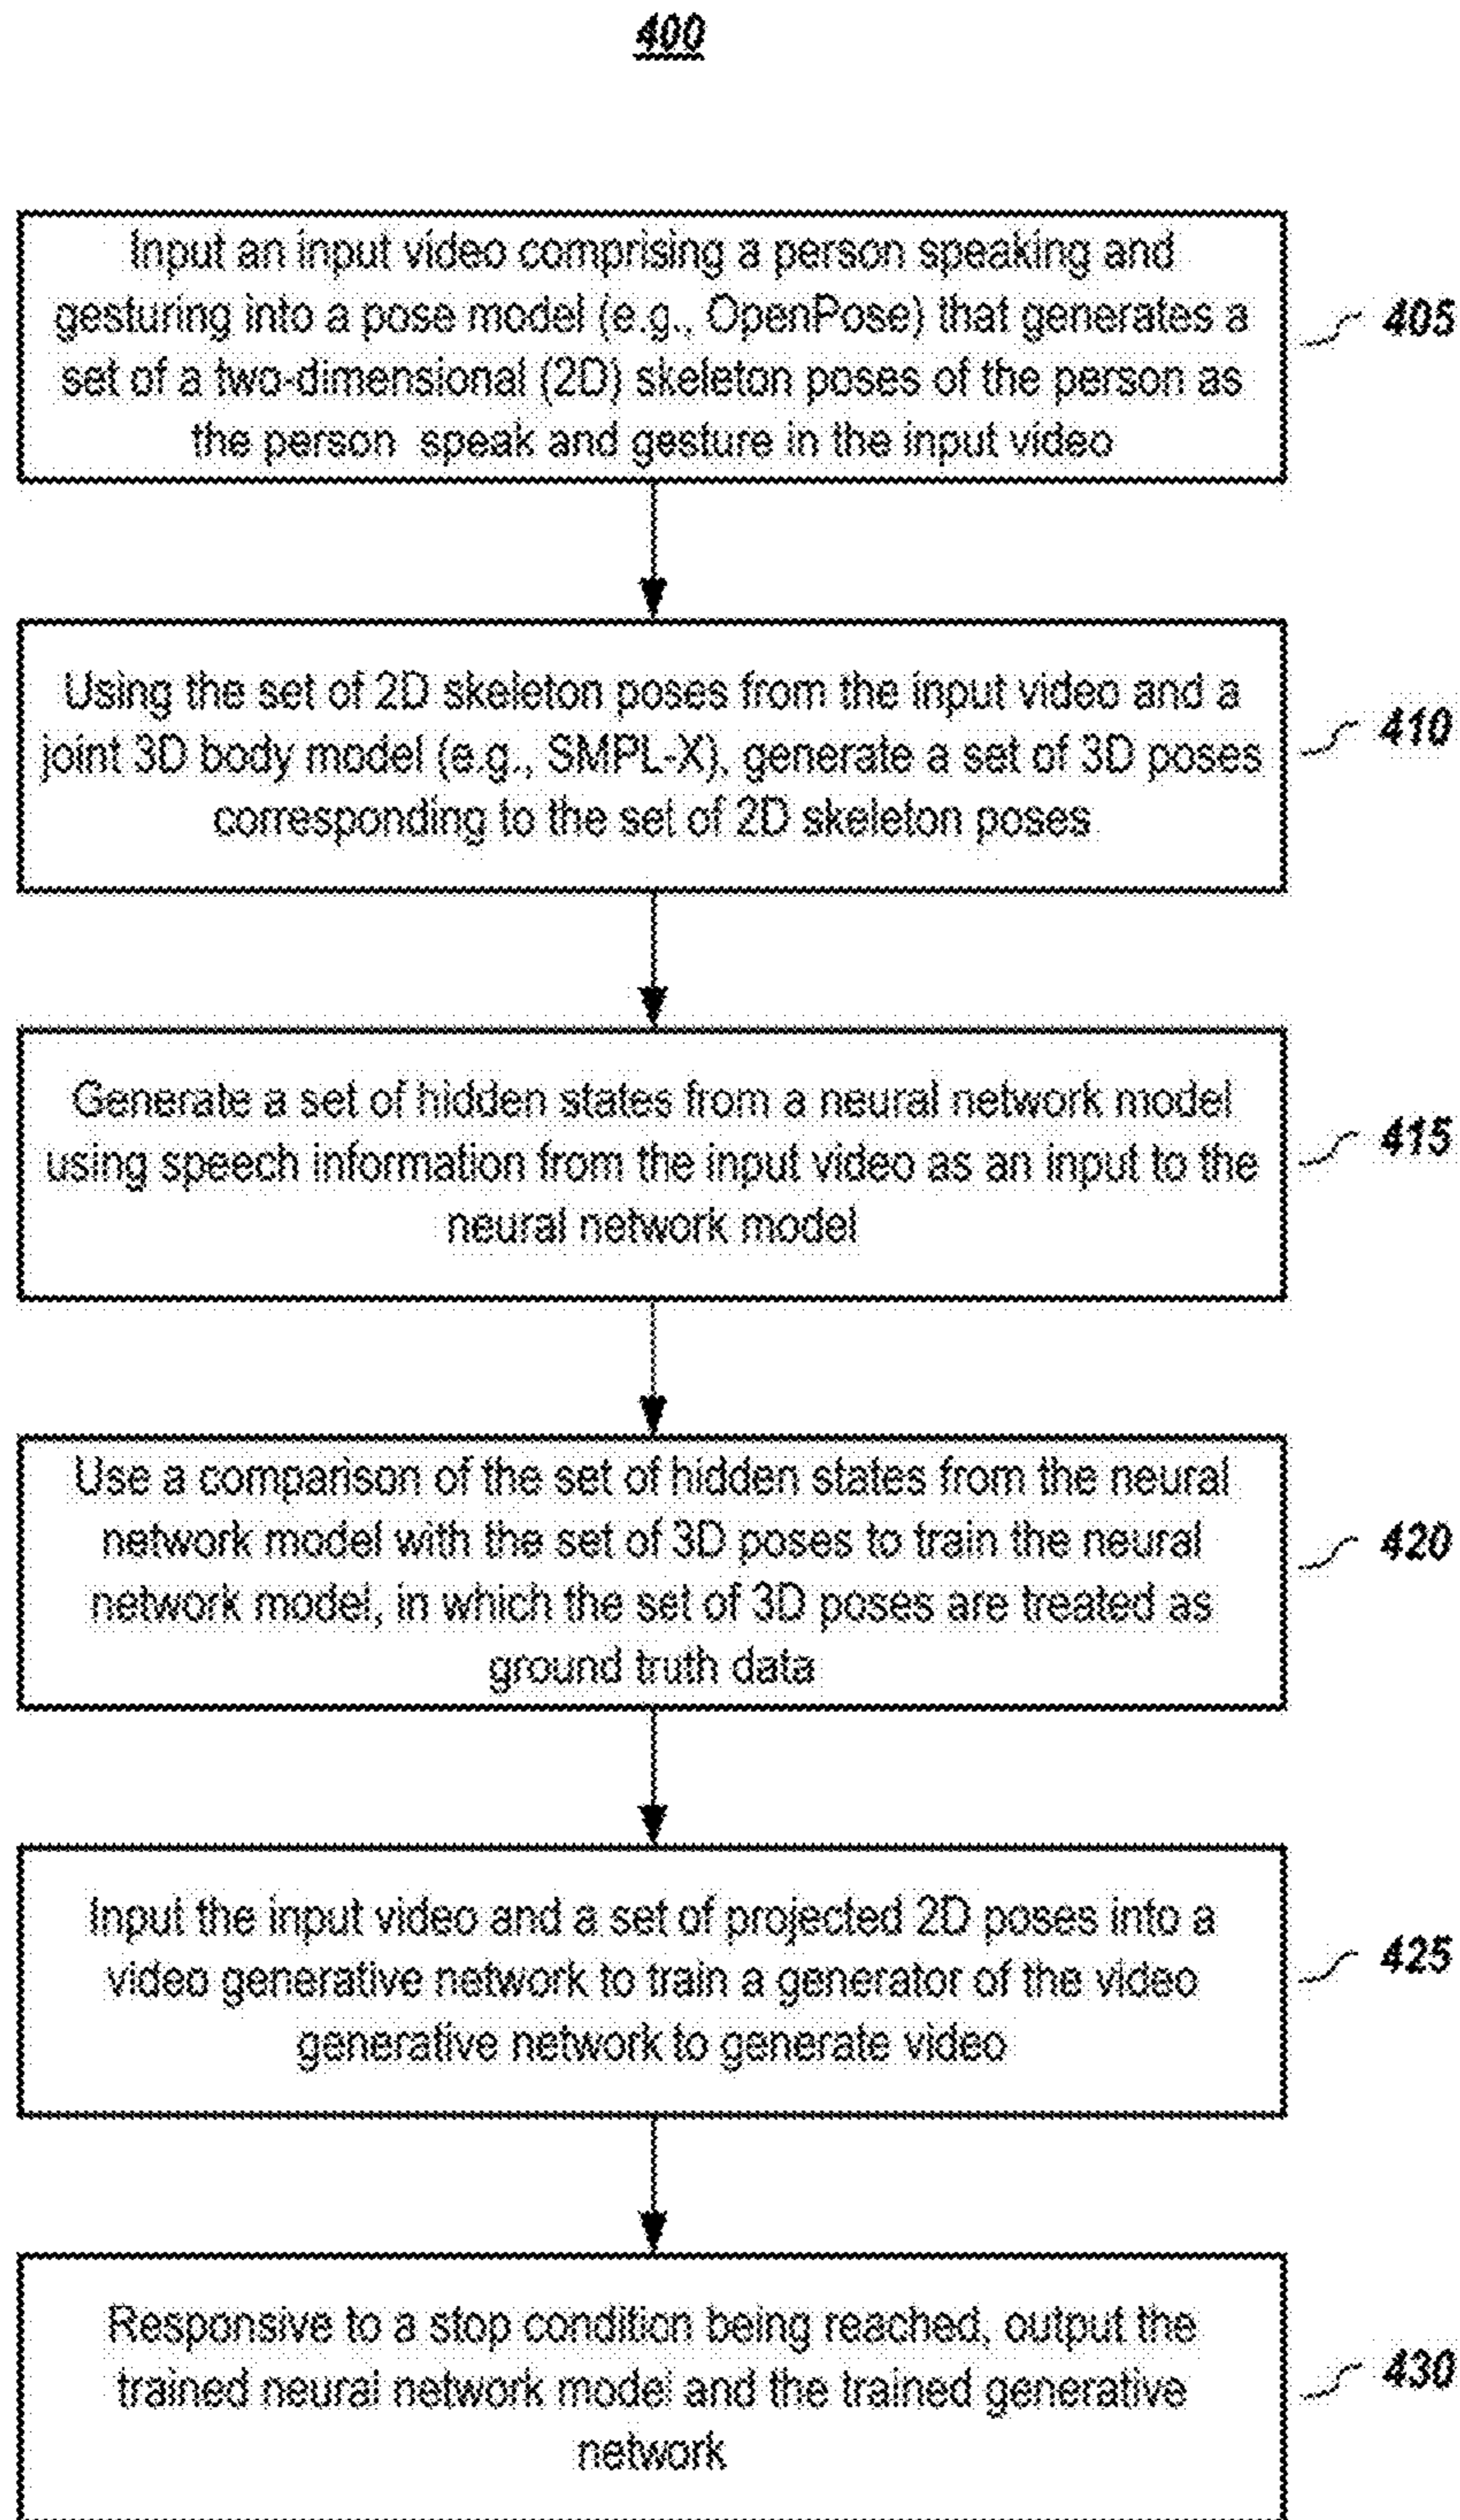 400
Input an input video comprising a person speaking and
gesturing into a pose model (e.g., OpenPose) that generates a
set of a two-dimensional (2D) skeleton poses of the person as
the person speak and gesture in the input video
405
Using the set of 2D skeleton poses from the input video and a
joint 3D body model (e.g., SMPL-X), generate a set of 3D poses
corresponding to the set of 2D skeleton poses
410
Generate a set of hidden states from a neural network model
using speech information from the input video as an input to the
neural network model
415
Use a comparison of the set of hidden states from the neural
network model with the set of 3D poses to train the neural
network model, in which the set of 3D poses are treated as
ground truth data
420
Input the input video and a set of projected 2D poses into a
video generative network to train a generator of the video
generative network to generate video
425
Responsive to a stop condition being reached, output the
trained neural network model and the trained generative
network
430